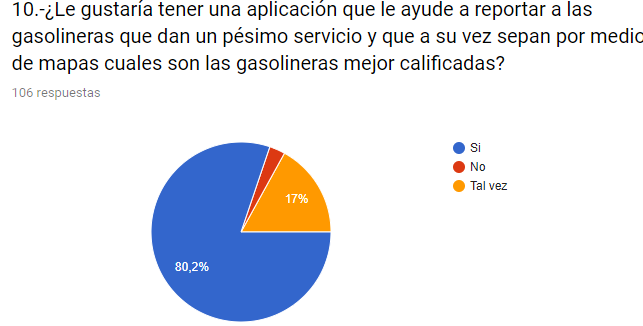 10.-¿Le gustaría tener una aplicación que le ayude a reportar a las
gasolineras que dan un pésimo servicio y que a su vez sepan por medio
de mapas cuales son las gasolineras mejor calificadas?
106 respuestas
Si
No
Tal vez
17%
80,2%